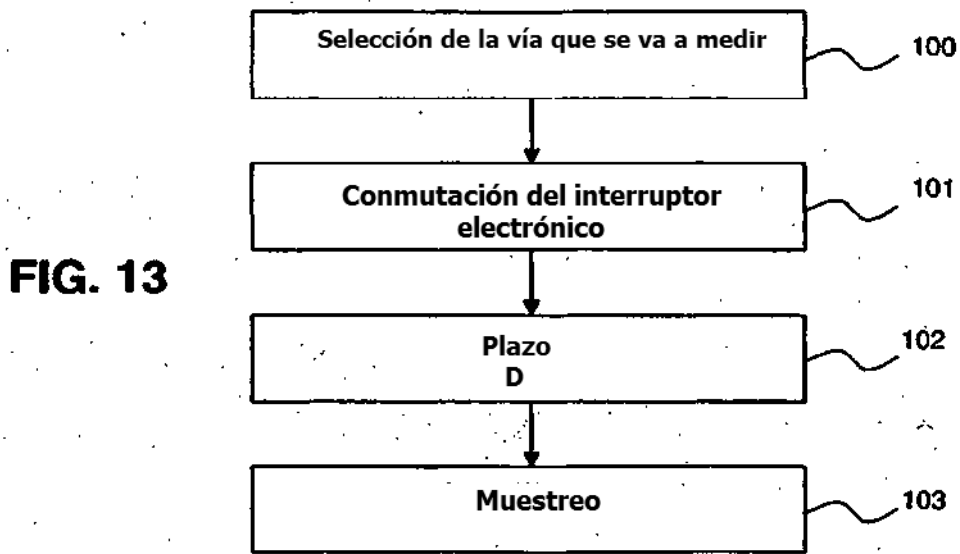 Selección de la vía que se va a medir
100
Conmutación del interruptor
electrónico
101
FIG. 13
Plazo
D
102
Muestreo
103